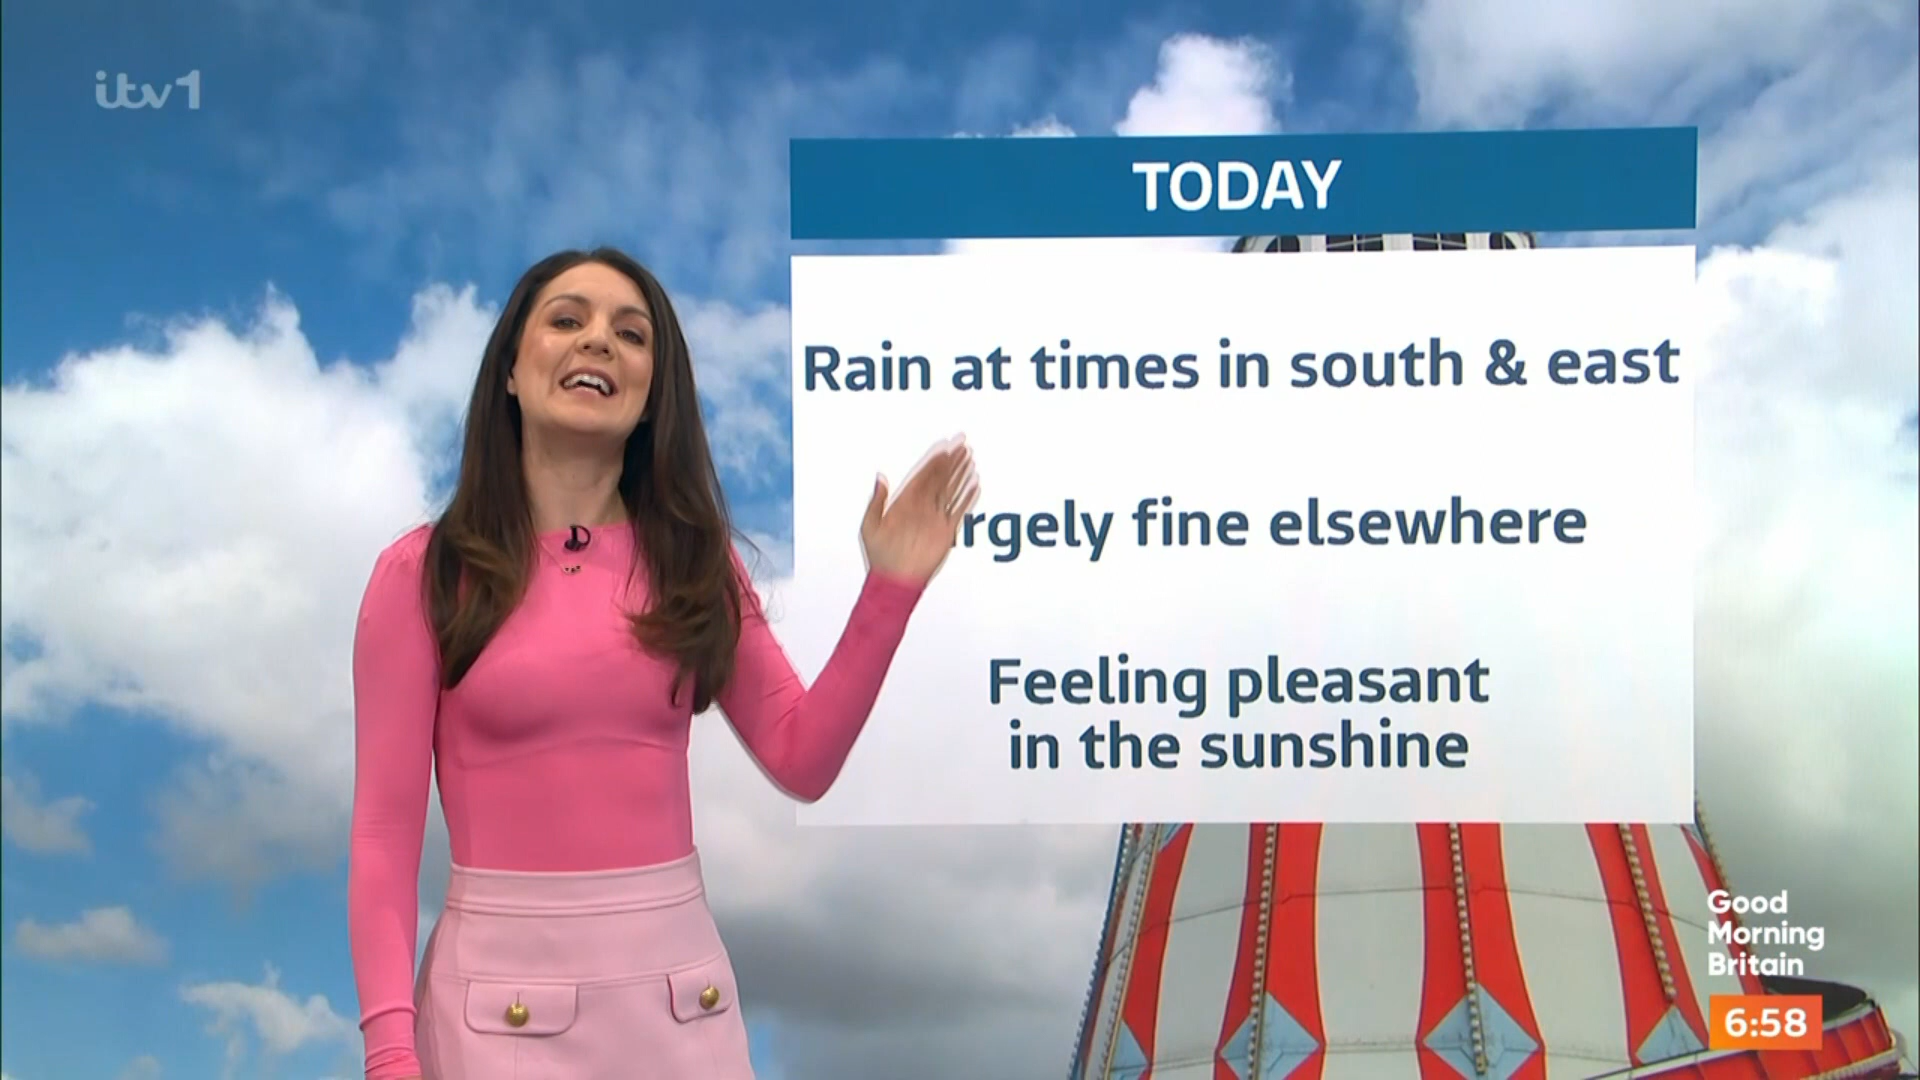 itv1
TODAY
Rain at times in south & east
rgely fine elsewhere
Feeling pleasant
in the sunshine
Good
Morning
Britain
6:58